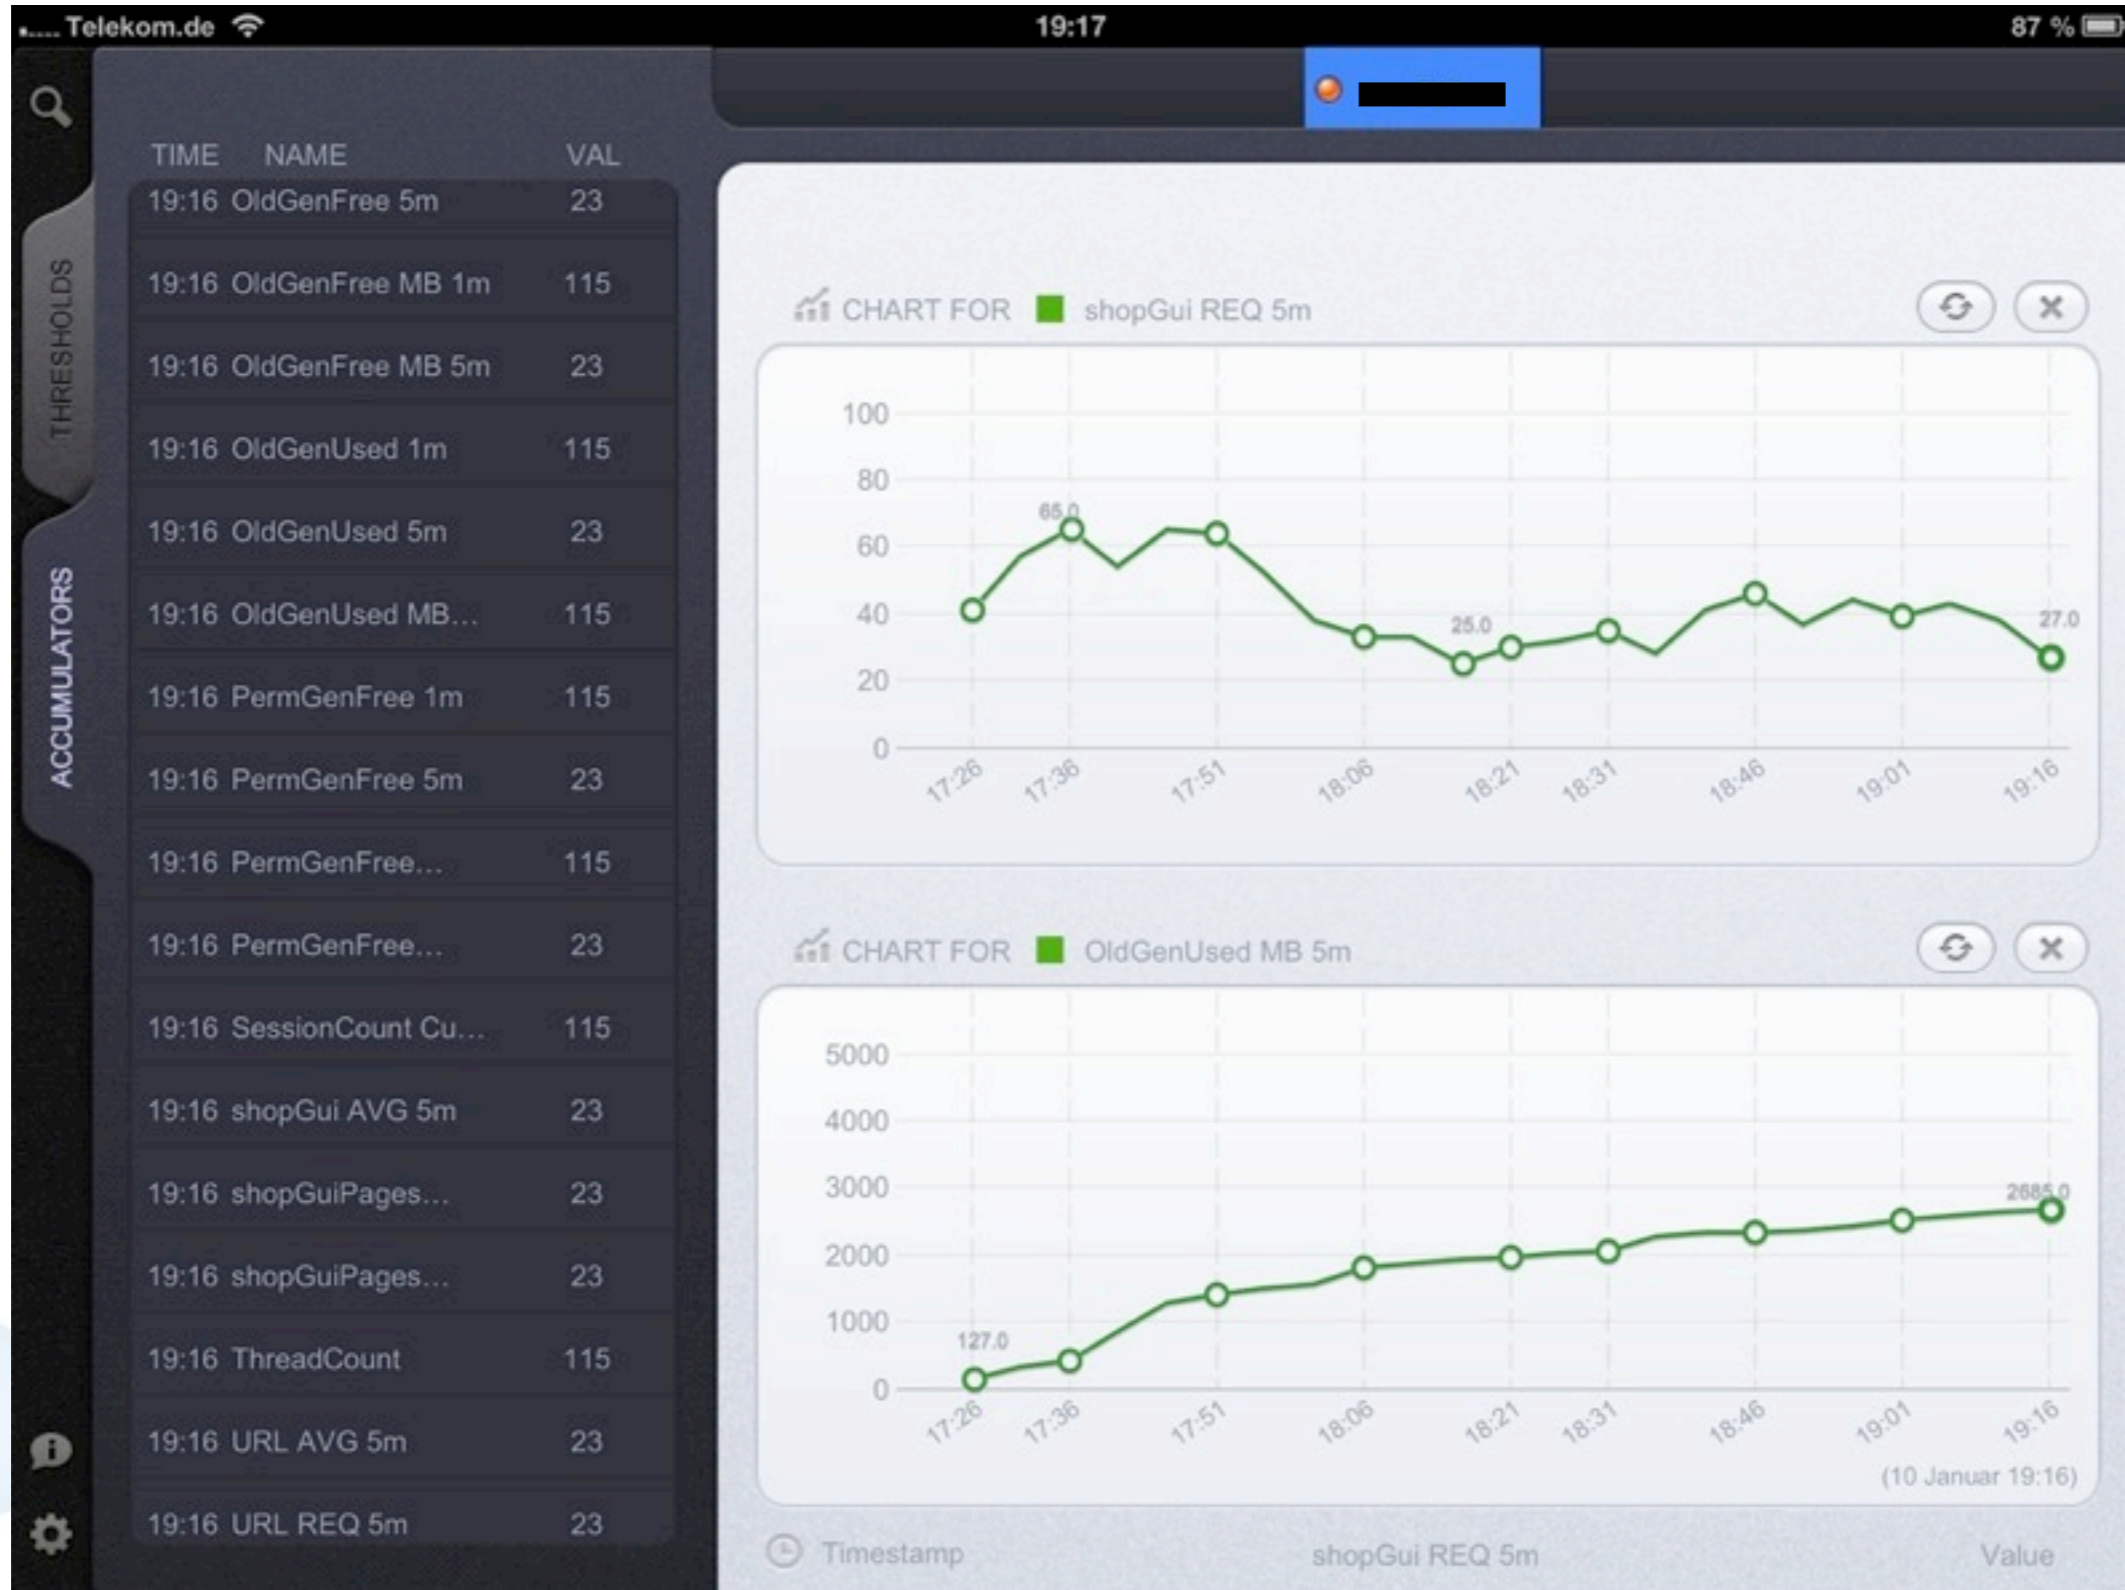 Telekom.de 19:17 87 %
TIME NAME VAL
19:16 OldGenFree 5m 23
19:16 OldGenFree MB 1m 115
19:16 OldGenFree MB 5m 23
19:16 OldGenUsed 1m 115
19:16 OldGenUsed 5m 23
19:16 OldGenUsed MB... 115
19:16 PermGenFree 1m 115
19:16 PermGenFree 5m 23
19:16 PermGenFree... 115
19:16 PermGenFree... 23
19:16 SessionCount Cu... 115
19:16 shopGui AVG 5m 23
19:16 shopGuiPages... 23
19:16 shopGuiPages... 23
19:16 ThreadCount 115
19:16 URL AVG 5m 23
19:16 URL REQ 5m 23
THRESHOLDS
ACCUMULATORS
CHART FOR shopGui REQ 5m
100
80
60
40
20
0
65.0
25.0
27.0
17:26 17:36 17:51 18:06 18:21 18:31 18:46 19:01 19:16
CHART FOR OldGenUsed MB 5m
5000
4000
3000
2000
1000
0
127.0
2685.0
17:26 17:36 17:51 18:06 18:21 18:31 18:46 19:01 19:16
(10 Januar 19:16)
Timestamp shopGui REQ 5m Value